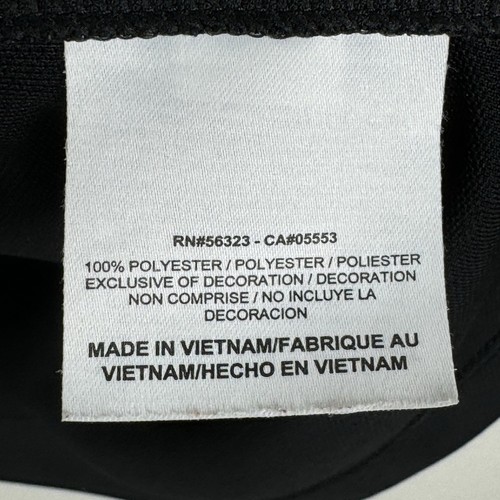 RN#56323 - CA#05553
100% POLYESTER / POLYESTER / POLIESTER
EXCLUSIVE OF DECORATION / DECORATION
NON COMPRISE / NO INCLUYE LA
DECORACION
MADE IN VIETNAM/FABRIQUE AU
VIETNAM/HECHO EN VIETNAM